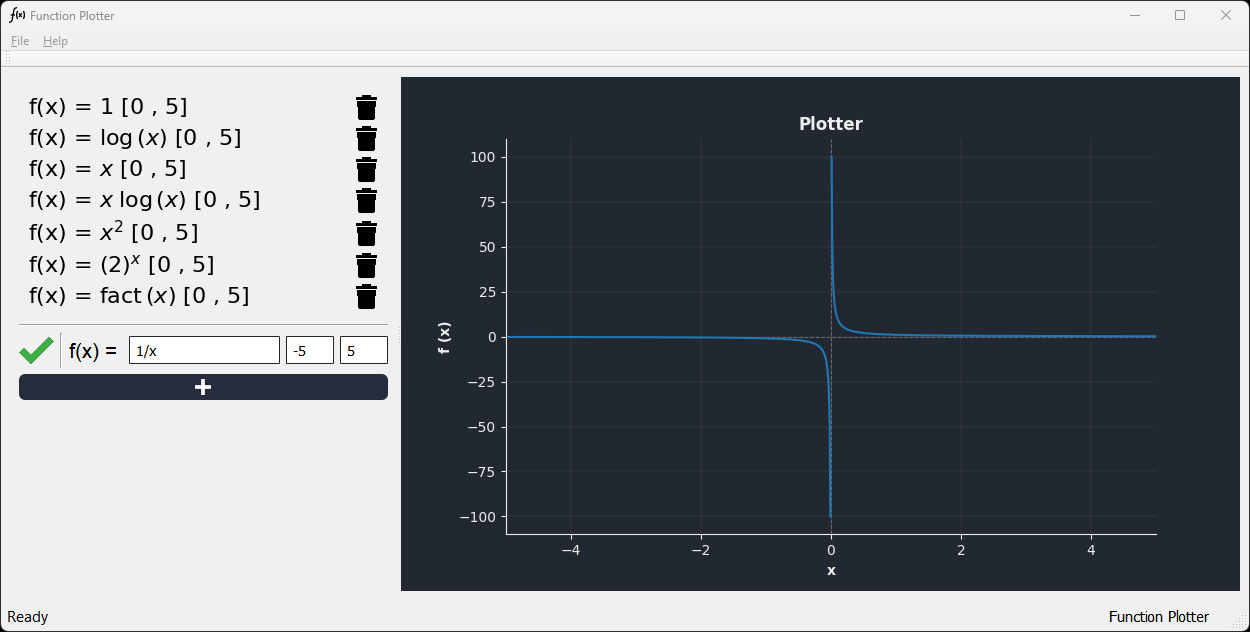 f(x) Function Plotter
File Help
f(x) = 1 [0 , 5]
f(x) = log (x) [0 , 5]
f(x) = x [0 , 5]
f(x) = x log (x) [0 , 5]
f(x) = x² [0 , 5]
f(x) = (2)ˣ [0 , 5]
f(x) = fact (x) [0 , 5]
f(x) = 1/x -5 5
+
Plotter
100
75
50
25
0
−25
−50
−75
−100
f (x)
−4 −2 0 2 4
x
Ready Function Plotter